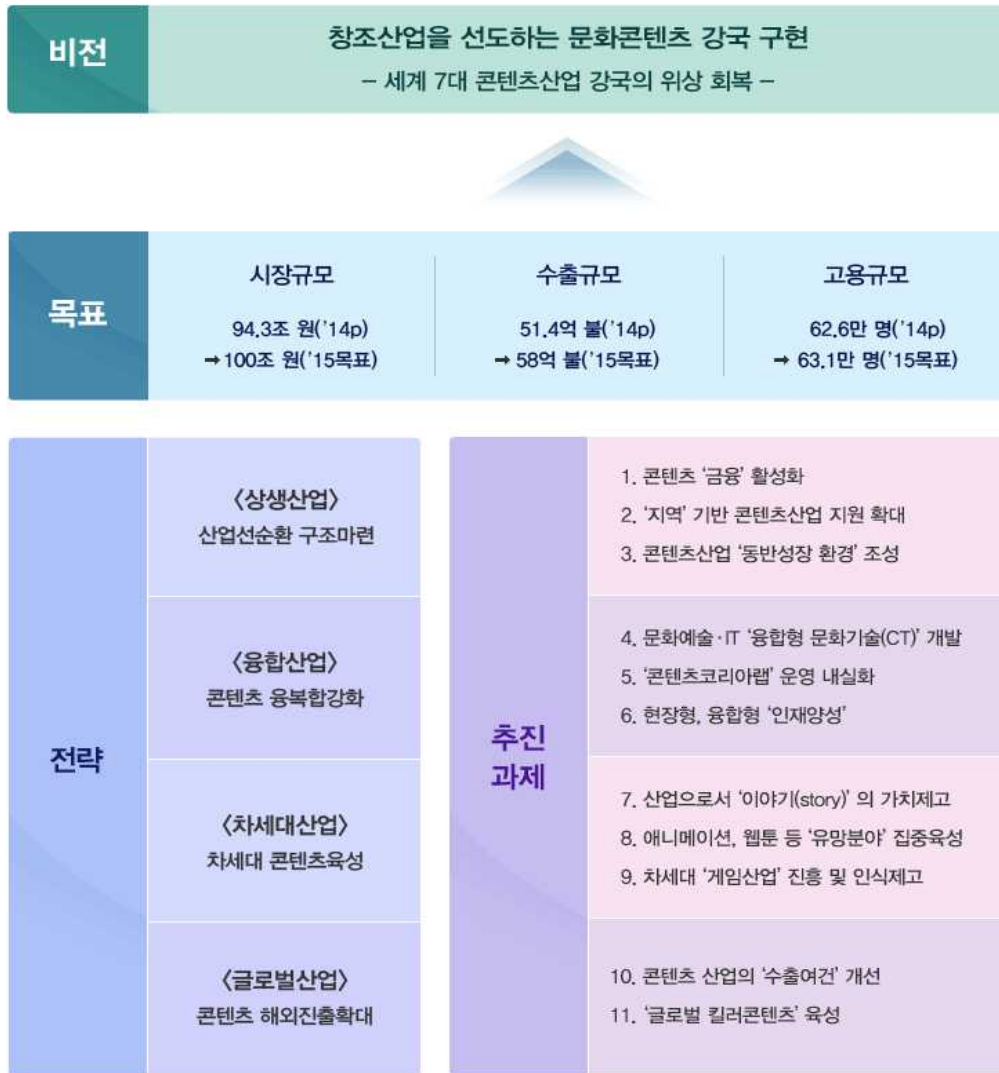 비전
창조산업을 선도하는 문화콘텐츠 강국 구현
– 세계 7대 콘텐츠산업 강국의 위상 회복 –
목표
시장규모
94.3조 원('14p)
→100조 원('15목표)
수출규모
51.4억 불('14p)
→ 58억 불('15목표)
고용규모
62.6만 명('14p)
→ 63.1만 명('15목표)
전략
〈상생산업〉
산업선순환 구조마련
〈융합산업〉
콘텐츠 융복합강화
〈차세대산업〉
차세대 콘텐츠육성
〈글로벌산업〉
콘텐츠 해외진출확대
추진
과제
1. 콘텐츠 ‘금융’ 활성화
2. ‘지역’ 기반 콘텐츠산업 지원 확대
3. 콘텐츠산업 ‘동반성장 환경’ 조성
4. 문화예술·IT ‘융합형 문화기술(CT)’ 개발
5. ‘콘텐츠코리아랩’ 운영 내실화
6. 현장형, 융합형 ‘인재양성’
7. 산업으로서 ‘이야기(story)’ 의 가치제고
8. 애니메이션, 웹툰 등 ‘유망분야’ 집중육성
9. 차세대 ‘게임산업’ 진흥 및 인식제고
10. 콘텐츠 산업의 ‘수출여건’ 개선
11. ‘글로벌 킬러콘텐츠’ 육성